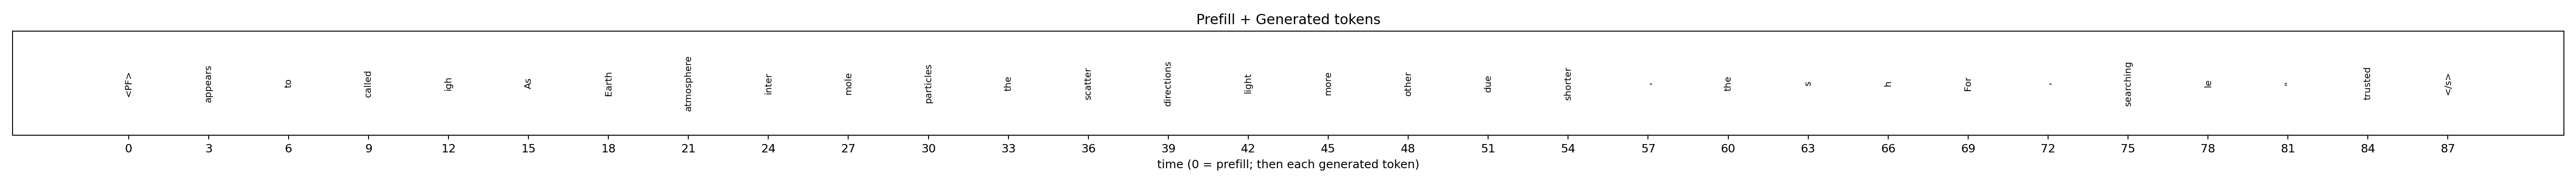 Prefill + Generated tokens
<PF> appears to called igh As Earth atmosphere inter mole particles the scatter directions light more other due shorter , the s h For , searching le " trusted </s>
0 3 6 9 12 15 18 21 24 27 30 33 36 39 42 45 48 51 54 57 60 63 66 69 72 75 78 81 84 87
time (0 = prefill; then each generated token)